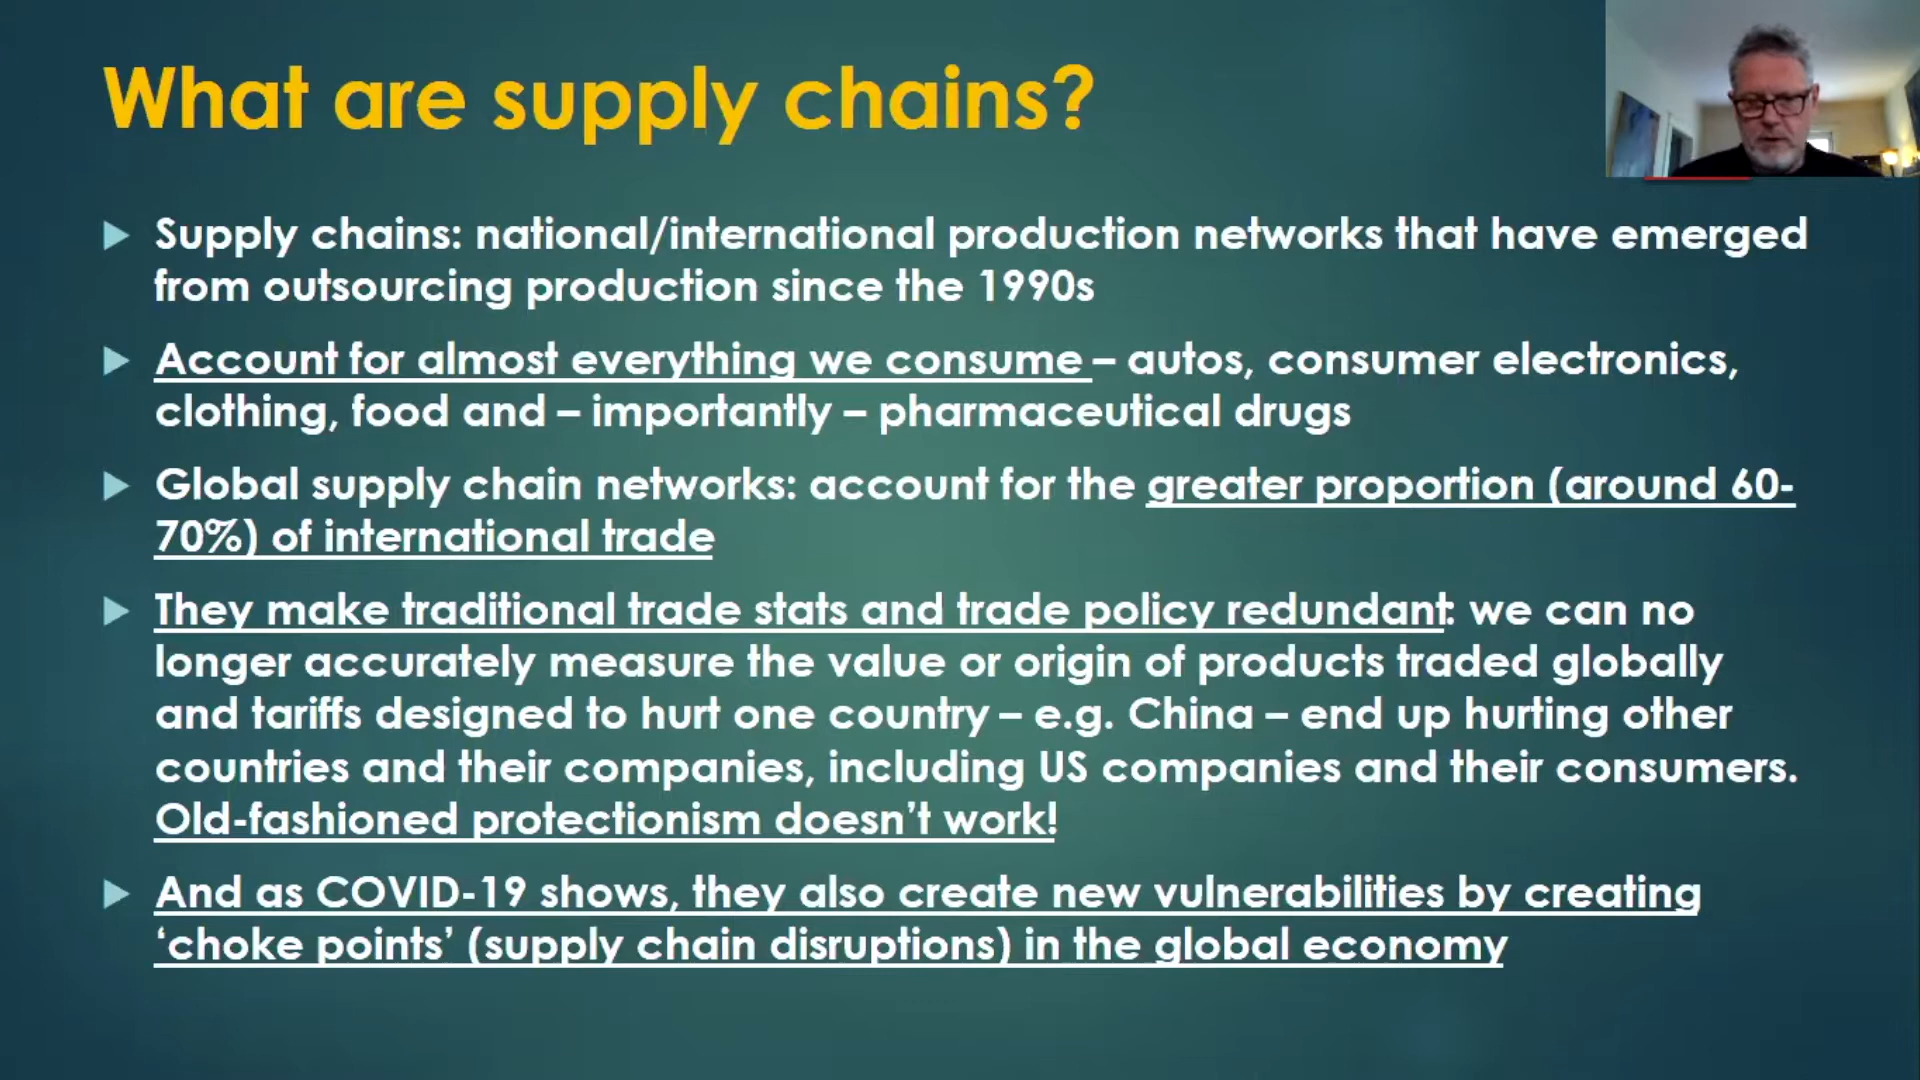 What are supply chains?
Supply chains: national/international production networks that have emerged
from outsourcing production since the 1990s
Account for almost everything we consume – autos, consumer electronics,
clothing, food and – importantly – pharmaceutical drugs
Global supply chain networks: account for the greater proportion (around 60-
70%) of international trade
They make traditional trade stats and trade policy redundant: we can no
longer accurately measure the value or origin of products traded globally
and tariffs designed to hurt one country – e.g. China – end up hurting other
countries and their companies, including US companies and their consumers.
Old-fashioned protectionism doesn’t work!
And as COVID-19 shows, they also create new vulnerabilities by creating
‘choke points’ (supply chain disruptions) in the global economy